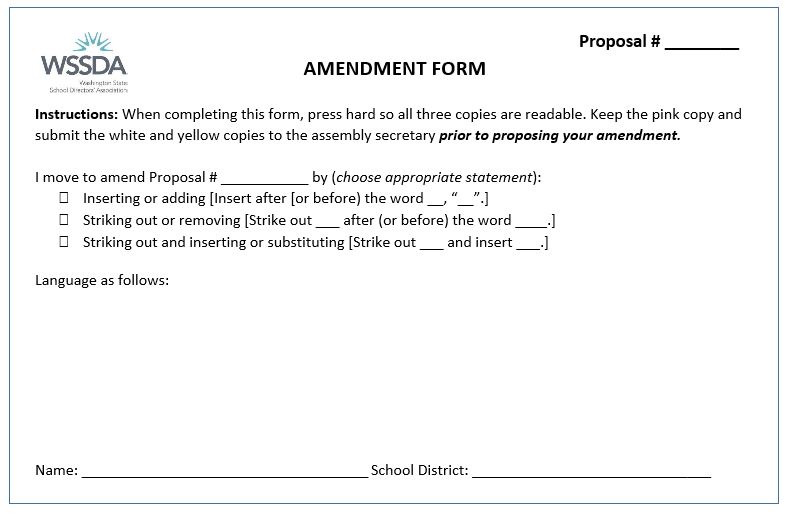 Proposal # ________
WSSDA
Washington State
School Directors' Association
AMENDMENT FORM
Instructions: When completing this form, press hard so all three copies are readable. Keep the pink copy and
submit the white and yellow copies to the assembly secretary prior to proposing your amendment.
I move to amend Proposal # ___________ by (choose appropriate statement):
☐ Inserting or adding [Insert after [or before) the word __, “__”.]
☐ Striking out or removing [Strike out ___ after (or before) the word ____.]
☐ Striking out and inserting or substituting [Strike out ___ and insert ___.]
Language as follows:
Name: ____________________________________ School District: ______________________________